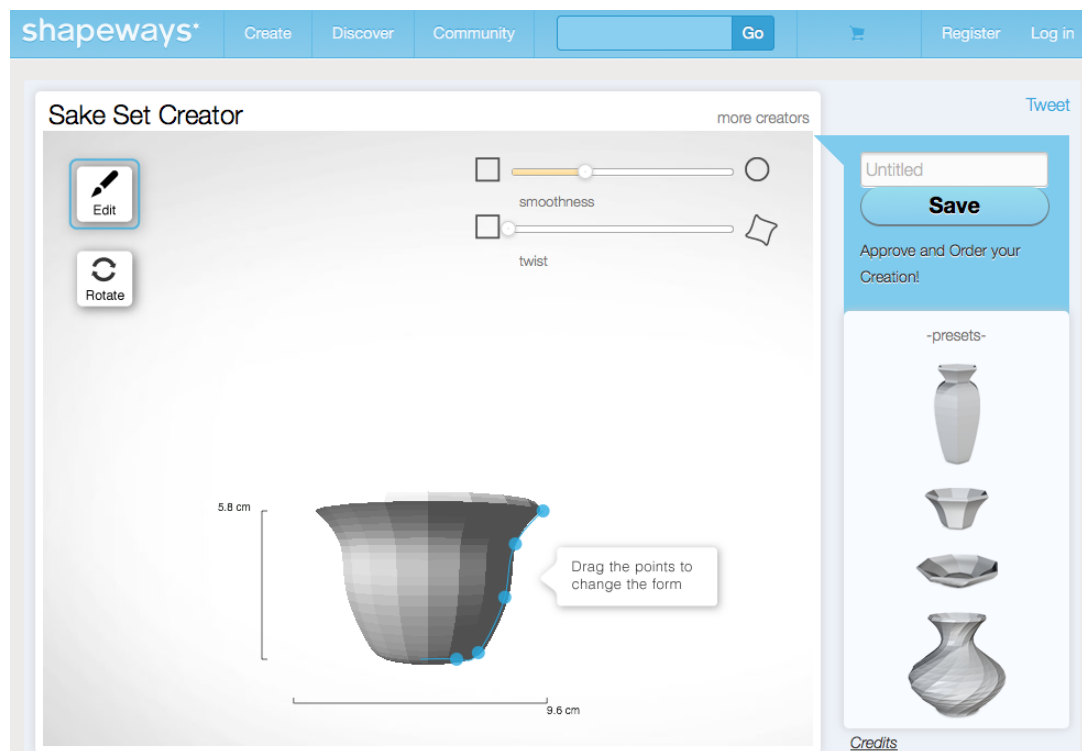 shapeways*
Create
Discover
Community
Go
Register
Log in
Tweet
Sake Set Creator
more creators
Edit
smoothness
Rotate
twist
Untitled
Save
Approve and Order your
Creation!
-presets-
5.8 cm
Drag the points to
change the form
9.6 cm
Credits